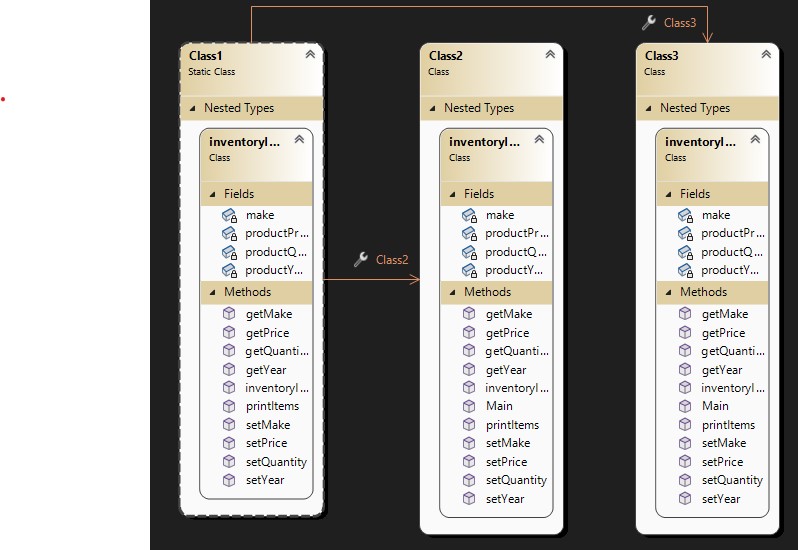 Class3
Class1
Static Class
Nested Types
inventoryI...
Class
Fields
make
productPr...
productQ...
productY...
Methods
getMake
getPrice
getQuanti...
getYear
inventoryI...
printItems
setMake
setPrice
setQuantity
setYear
Class2
Class2
Class
Nested Types
inventoryI...
Class
Fields
make
productPr...
productQ...
productY...
Methods
getMake
getPrice
getQuanti...
getYear
inventoryI...
Main
printItems
setMake
setPrice
setQuantity
setYear
Class3
Class
Nested Types
inventoryI...
Class
Fields
make
productPr...
productQ...
productY...
Methods
getMake
getPrice
getQuanti...
getYear
inventoryI...
Main
printItems
setMake
setPrice
setQuantity
setYear